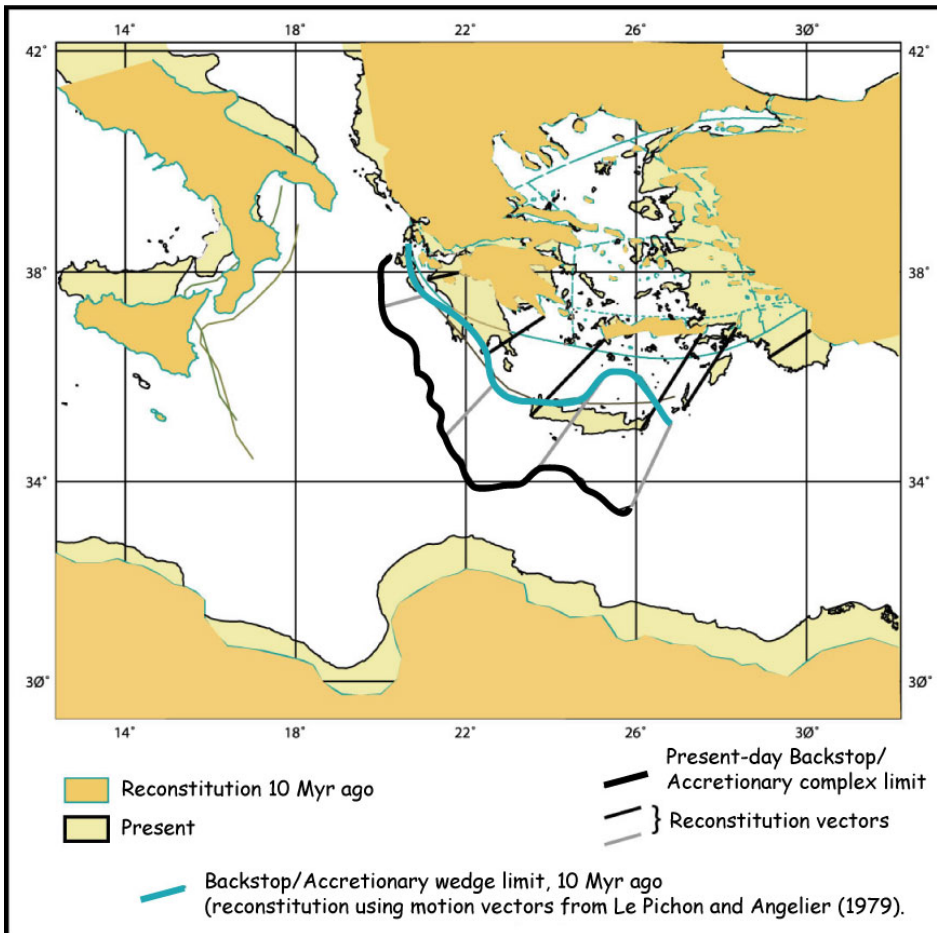 14° 18° 22° 26° 3Ø°
42° 42°
38° 38°
34° 34°
3Ø° 3Ø°
14° 18° 22° 26° 3Ø°
Reconstitution 10 Myr ago
Present
Present-day Backstop/
Accretionary complex limit
} Reconstitution vectors
Backstop/Accretionary wedge limit, 10 Myr ago
(reconstitution using motion vectors from Le Pichon and Angelier (1979).